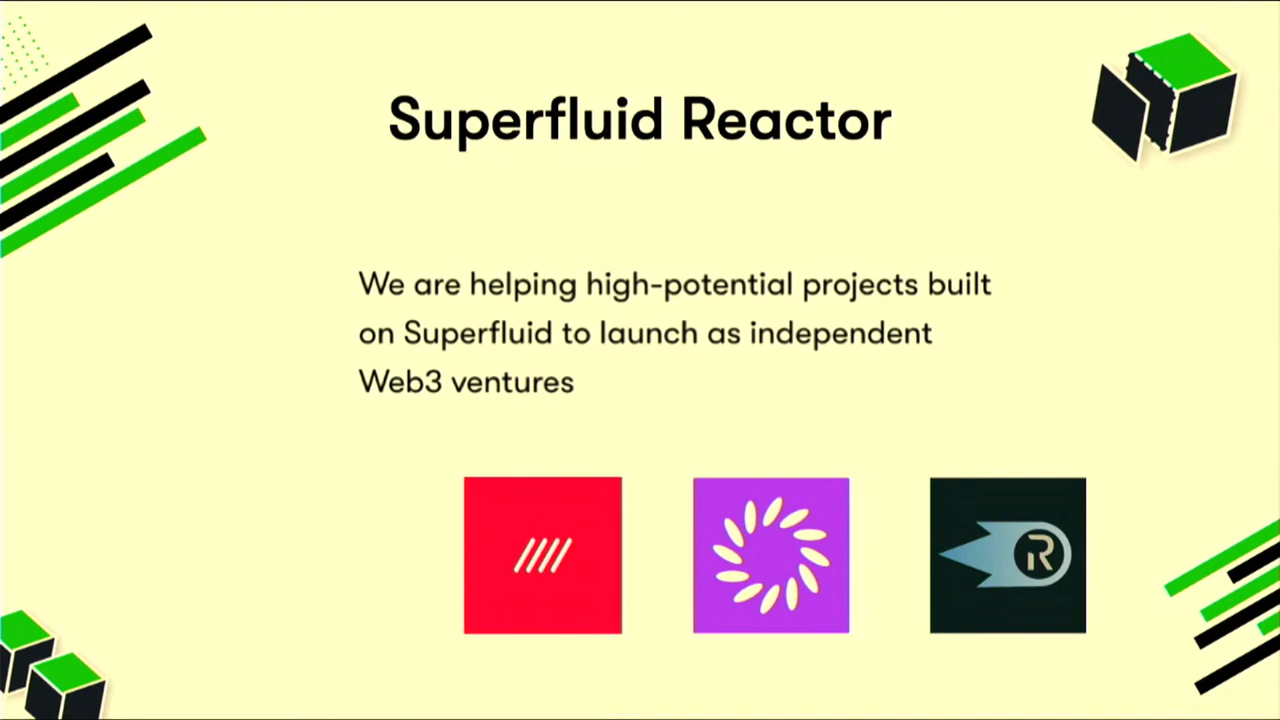 Superfluid Reactor
We are helping high-potential projects built
on Superfluid to launch as independent
Web3 ventures
R